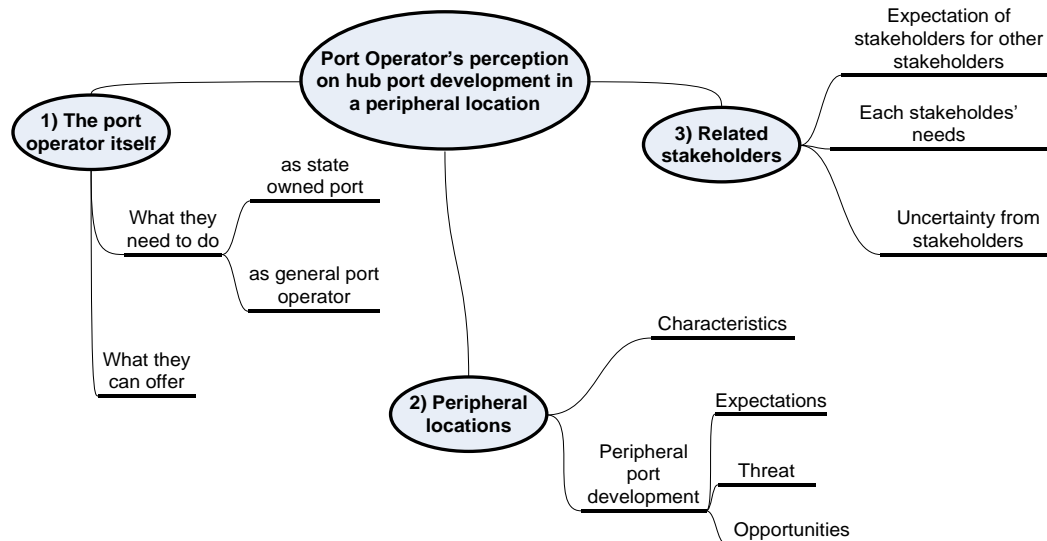 Port Operator's perception
on hub port development in
a peripheral location
1) The port
operator itself
What they
need to do
as state
owned port
as general port
operator
What they
can offer
2) Peripheral
locations
Characteristics
Peripheral
port
development
Expectations
Threat
Opportunities
3) Related
stakeholders
Expectation of
stakeholders for other
stakeholders
Each stakeholdes'
needs
Uncertainty from
stakeholders